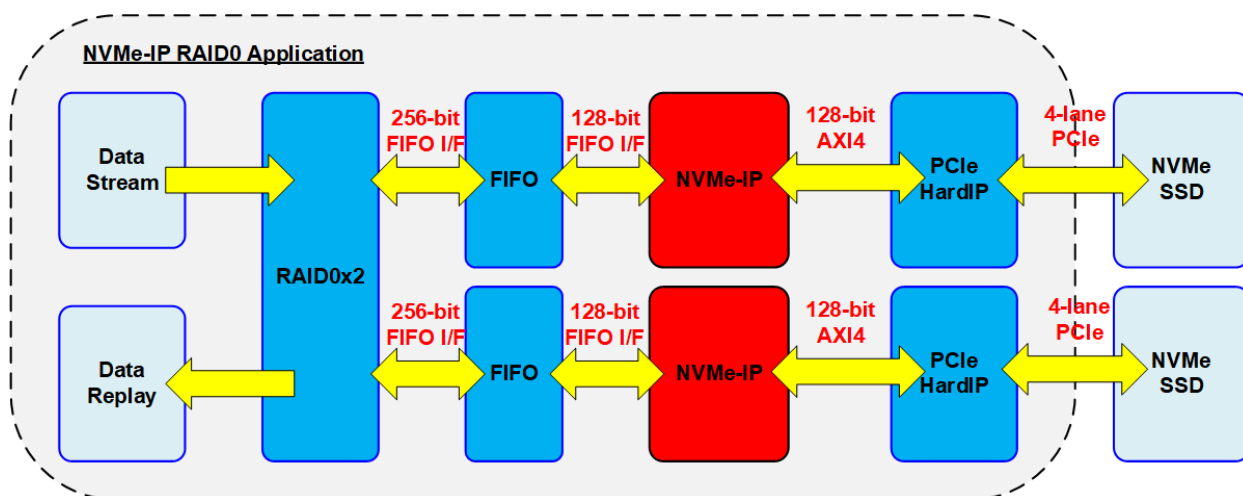 NVMe-IP RAID0 Application
Data
Stream
RAID0x2
256-bit
FIFO I/F
FIFO
128-bit
FIFO I/F
NVMe-IP
128-bit
AXI4
PCIe
HardIP
4-lane
PCIe
NVMe
SSD
Data
Replay
256-bit
FIFO I/F
FIFO
128-bit
FIFO I/F
NVMe-IP
128-bit
AXI4
PCIe
HardIP
4-lane
PCIe
NVMe
SSD